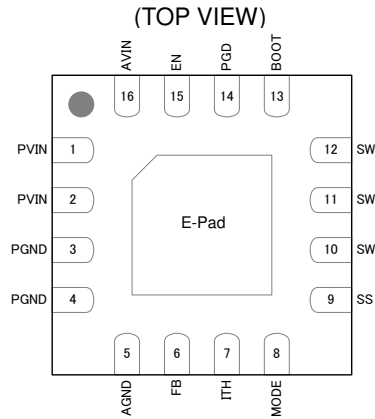 (TOP VIEW)
AVIN EN PGD BOOT
16 15 14 13
PVIN 1 12 SW
PVIN 2 11 SW
E-Pad
PGND 3 10 SW
PGND 4 9 SS
5 6 7 8
AGND FB ITH MODE